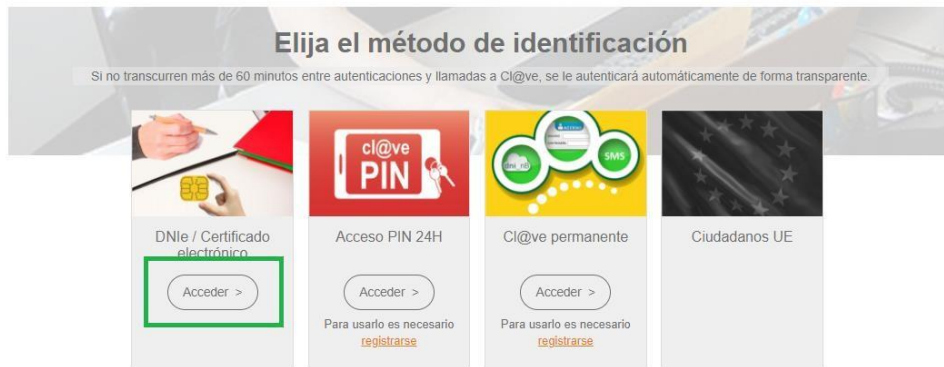 Elija el método de identificación
Si no transcurren más de 60 minutos entre autenticaciones y llamadas a Cl@ve, se le autenticará automáticamente de forma transparente.
cl@ve
PIN
SMS
DNIe / Certificado
electrónico
Acceder >
Acceso PIN 24H
Acceder >
Para usarlo es necesario
registrarse
Cl@ve permanente
Acceder >
Para usarlo es necesario
registrarse
Ciudadanos UE